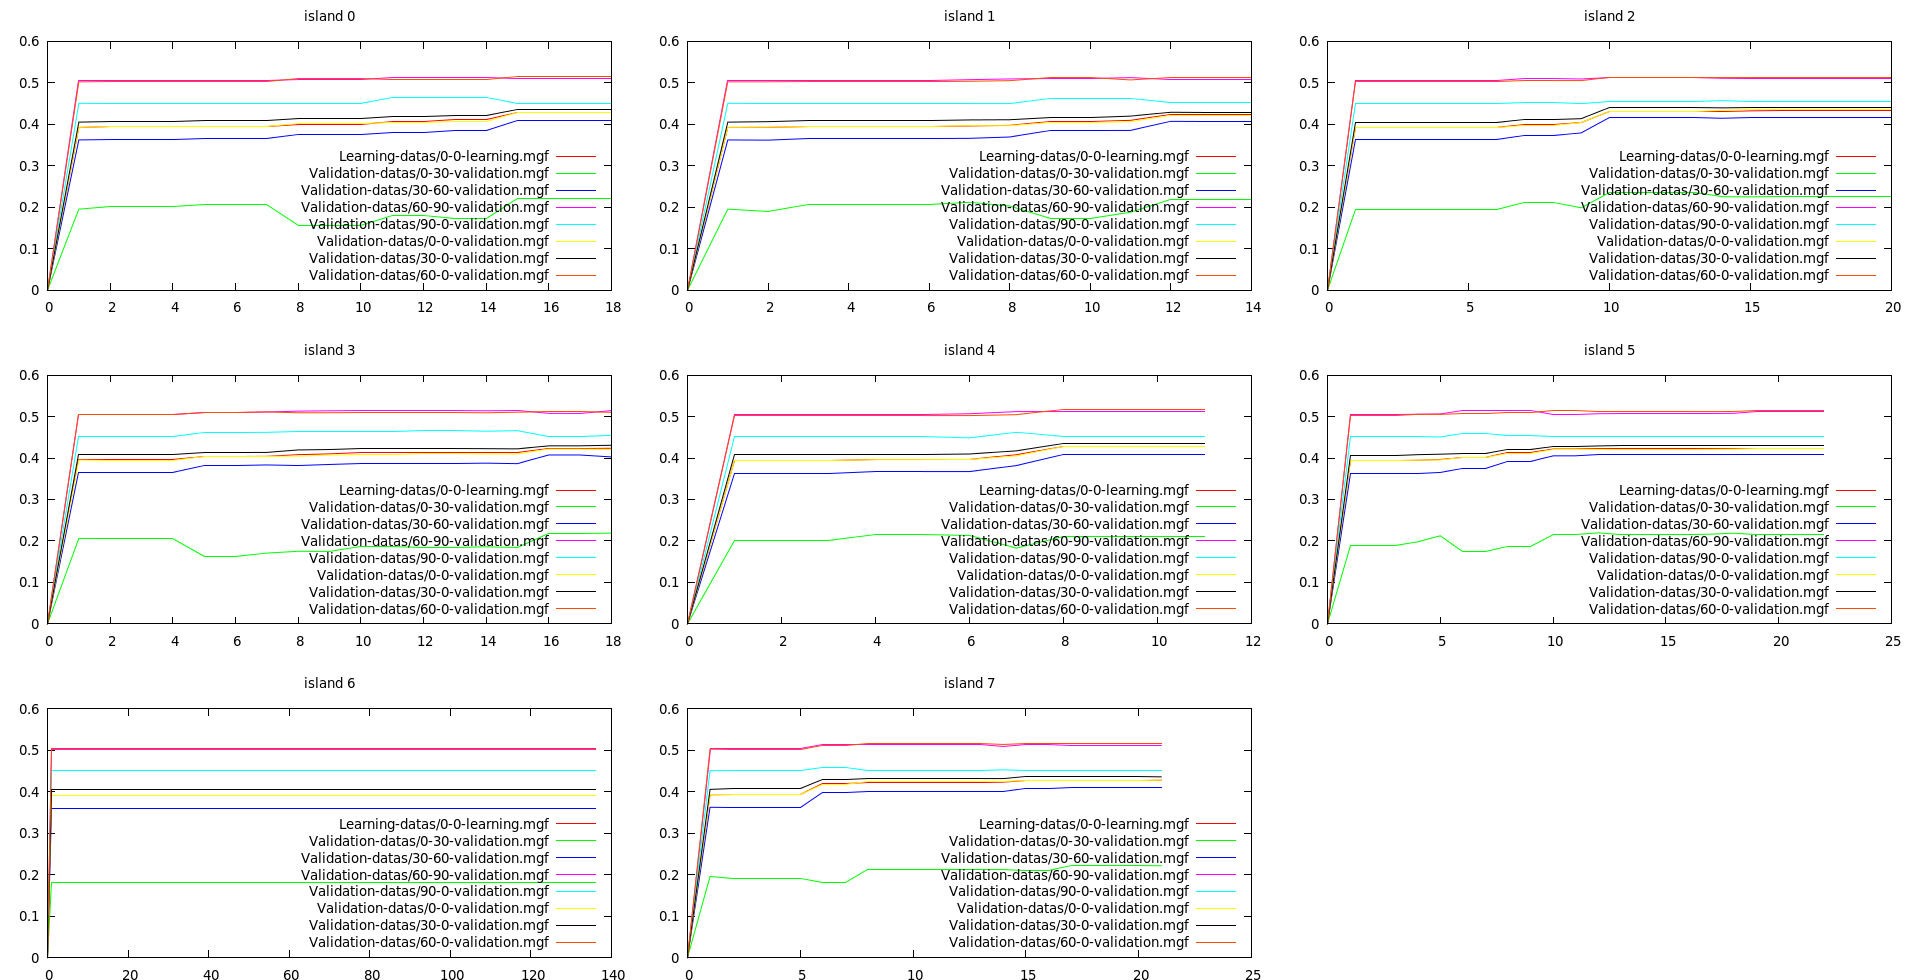 island 0
0.6
0.5
0.4
0.3
0.2
0.1
0
Learning-datas/0-0-learning.mgf
Validation-datas/0-30-validation.mgf
Validation-datas/30-60-validation.mgf
Validation-datas/60-90-validation.mgf
Validation-datas/90-0-validation.mgf
Validation-datas/0-0-validation.mgf
Validation-datas/30-0-validation.mgf
Validation-datas/60-0-validation.mgf
0 2 4 6 8 10 12 14 16 18
island 1
0.6
0.5
0.4
0.3
0.2
0.1
0
Learning-datas/0-0-learning.mgf
Validation-datas/0-30-validation.mgf
Validation-datas/30-60-validation.mgf
Validation-datas/60-90-validation.mgf
Validation-datas/90-0-validation.mgf
Validation-datas/0-0-validation.mgf
Validation-datas/30-0-validation.mgf
Validation-datas/60-0-validation.mgf
0 2 4 6 8 10 12 14
island 2
0.6
0.5
0.4
0.3
0.2
0.1
0
Learning-datas/0-0-learning.mgf
Validation-datas/0-30-validation.mgf
Validation-datas/30-60-validation.mgf
Validation-datas/60-90-validation.mgf
Validation-datas/90-0-validation.mgf
Validation-datas/0-0-validation.mgf
Validation-datas/30-0-validation.mgf
Validation-datas/60-0-validation.mgf
0 5 10 15 20
island 3
0.6
0.5
0.4
0.3
0.2
0.1
0
Learning-datas/0-0-learning.mgf
Validation-datas/0-30-validation.mgf
Validation-datas/30-60-validation.mgf
Validation-datas/60-90-validation.mgf
Validation-datas/90-0-validation.mgf
Validation-datas/0-0-validation.mgf
Validation-datas/30-0-validation.mgf
Validation-datas/60-0-validation.mgf
0 2 4 6 8 10 12 14 16 18
island 4
0.6
0.5
0.4
0.3
0.2
0.1
0
Learning-datas/0-0-learning.mgf
Validation-datas/0-30-validation.mgf
Validation-datas/30-60-validation.mgf
Validation-datas/60-90-validation.mgf
Validation-datas/90-0-validation.mgf
Validation-datas/0-0-validation.mgf
Validation-datas/30-0-validation.mgf
Validation-datas/60-0-validation.mgf
0 2 4 6 8 10 12
island 5
0.6
0.5
0.4
0.3
0.2
0.1
0
Learning-datas/0-0-learning.mgf
Validation-datas/0-30-validation.mgf
Validation-datas/30-60-validation.mgf
Validation-datas/60-90-validation.mgf
Validation-datas/90-0-validation.mgf
Validation-datas/0-0-validation.mgf
Validation-datas/30-0-validation.mgf
Validation-datas/60-0-validation.mgf
0 5 10 15 20 25
island 6
0.6
0.5
0.4
0.3
0.2
0.1
0
Learning-datas/0-0-learning.mgf
Validation-datas/0-30-validation.mgf
Validation-datas/30-60-validation.mgf
Validation-datas/60-90-validation.mgf
Validation-datas/90-0-validation.mgf
Validation-datas/0-0-validation.mgf
Validation-datas/30-0-validation.mgf
Validation-datas/60-0-validation.mgf
0 20 40 60 80 100 120 140
island 7
0.6
0.5
0.4
0.3
0.2
0.1
0
Learning-datas/0-0-learning.mgf
Validation-datas/0-30-validation.mgf
Validation-datas/30-60-validation.mgf
Validation-datas/60-90-validation.mgf
Validation-datas/90-0-validation.mgf
Validation-datas/0-0-validation.mgf
Validation-datas/30-0-validation.mgf
Validation-datas/60-0-validation.mgf
0 5 10 15 20 25